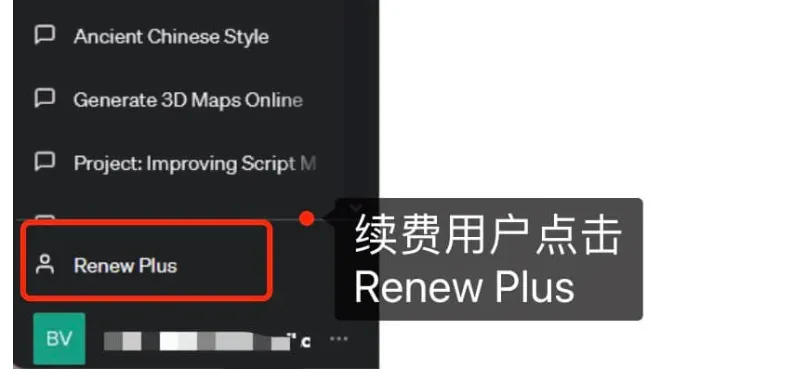 Ancient Chinese Style
Generate 3D Maps Online
Project: Improving Script M
续费用户点击
Renew Plus
Renew Plus
BV